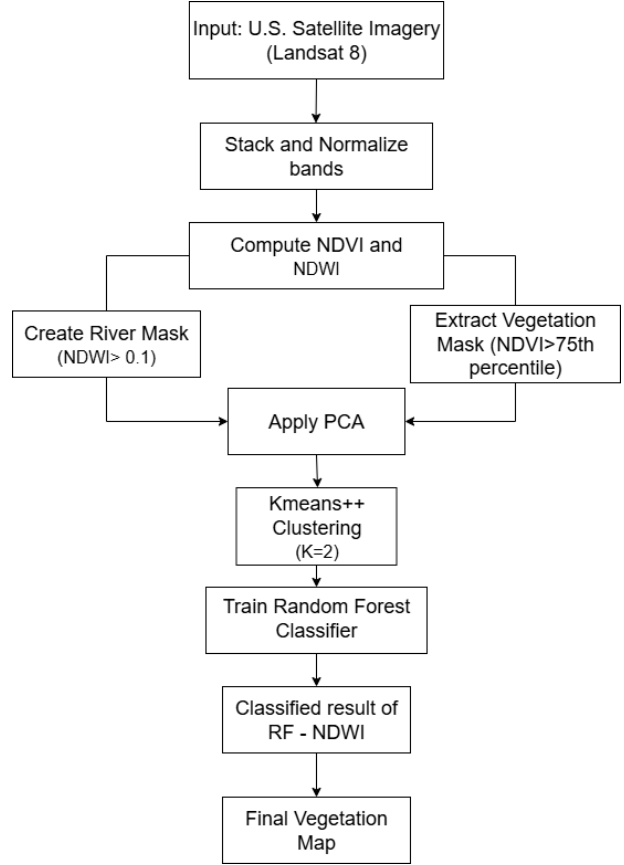 Input: U.S. Satellite Imagery
(Landsat 8)
Stack and Normalize
bands
Compute NDVI and
NDWI
Create River Mask
(NDWI> 0.1)
Extract Vegetation
Mask (NDVI>75th
percentile)
Apply PCA
Kmeans++
Clustering
(K=2)
Train Random Forest
Classifier
Classified result of
RF - NDWI
Final Vegetation
Map